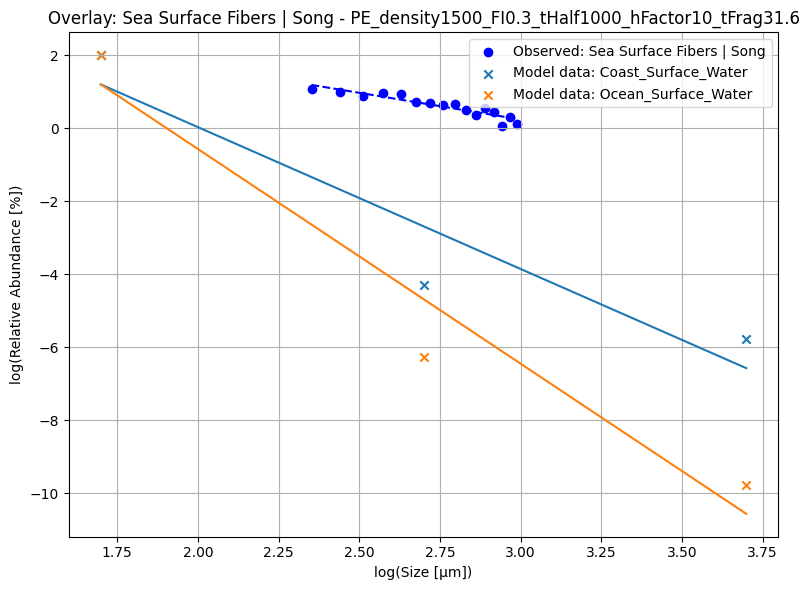 Overlay: Sea Surface Fibers | Song - PE_density1500_FI0.3_tHalf1000_hFactor10_tFrag31.6
Observed: Sea Surface Fibers | Song
Model data: Coast_Surface_Water
Model data: Ocean_Surface_Water
log(Relative Abundance [%])
2
0
−2
−4
−6
−8
−10
1.75
2.00
2.25
2.50
2.75
3.00
3.25
3.50
3.75
log(Size [μm])